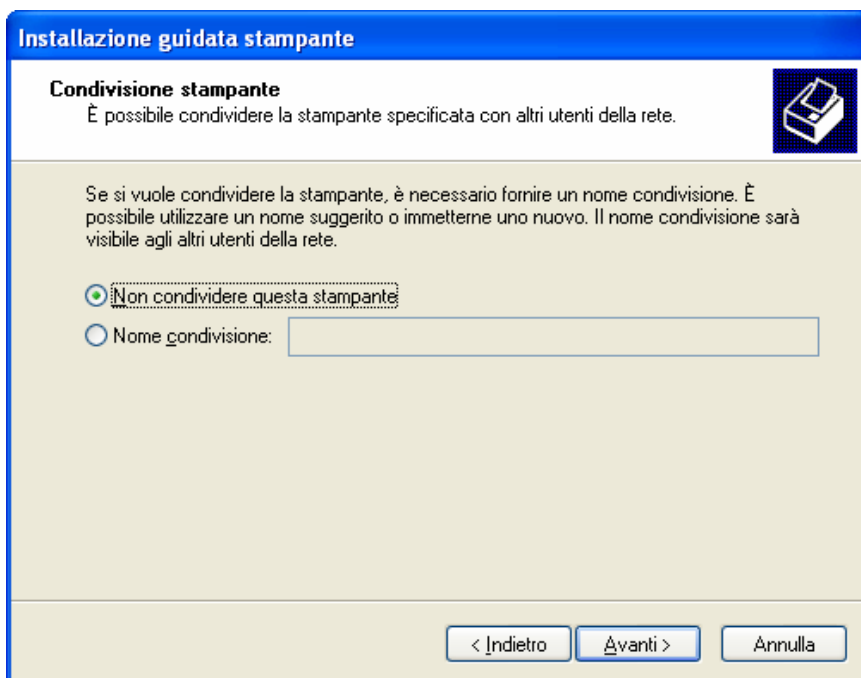 Installazione guidata stampante
Condivisione stampante
È possibile condividere la stampante specificata con altri utenti della rete.
Se si vuole condividere la stampante, è necessario fornire un nome condivisione. È
possibile utilizzare un nome suggerito o immetterne uno nuovo. Il nome condivisione sarà
visibile agli altri utenti della rete.
Non condividere questa stampante
Nome condivisione:
< Indietro Avanti > Annulla